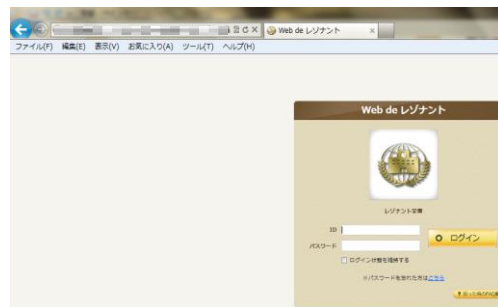 Web de レゾナント
ファイル(F) 編集(E) 表示(V) お気に入り(A) ツール(T) ヘルプ(H)
Web de レゾナント
レゾナント学園
ID
パスワード
ログイン
ログイン状態を維持する
※パスワードを忘れた方はこちら